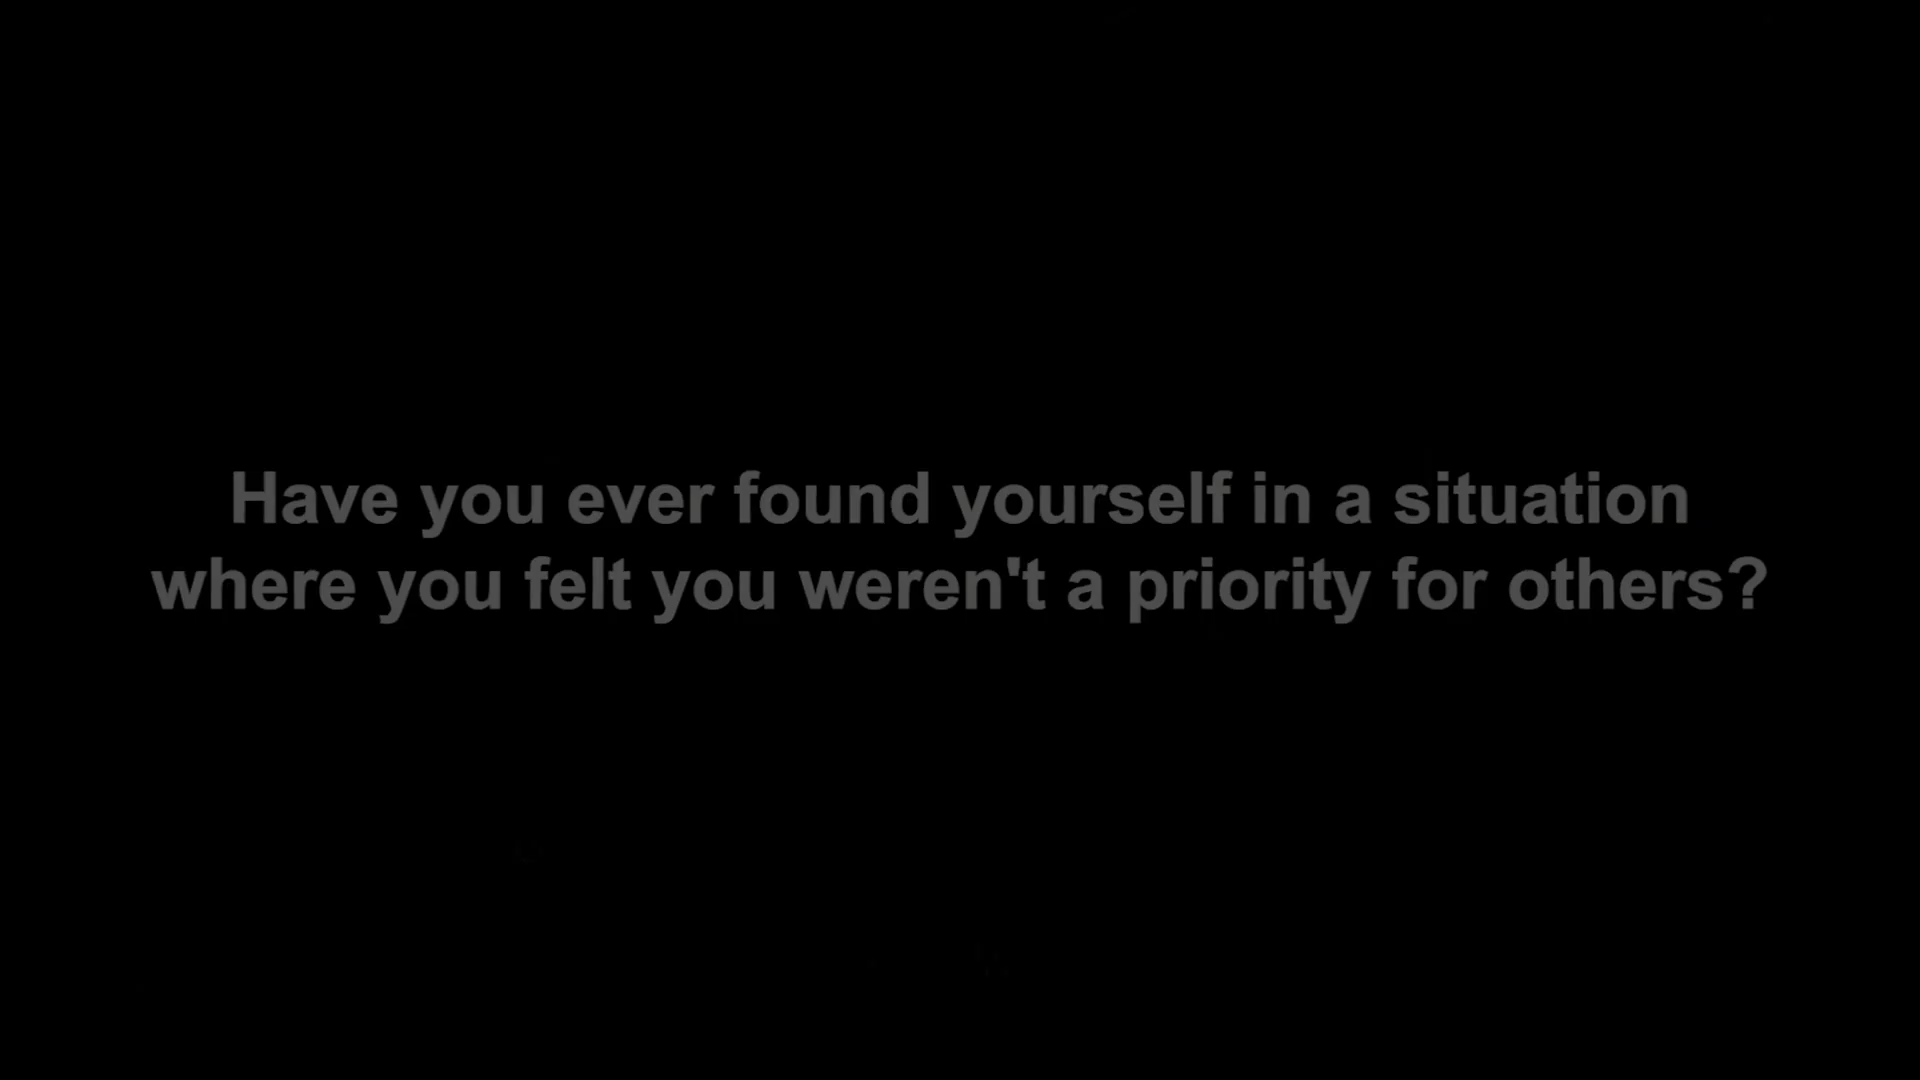 Have you ever found yourself in a situation
where you felt you weren't a priority for others?